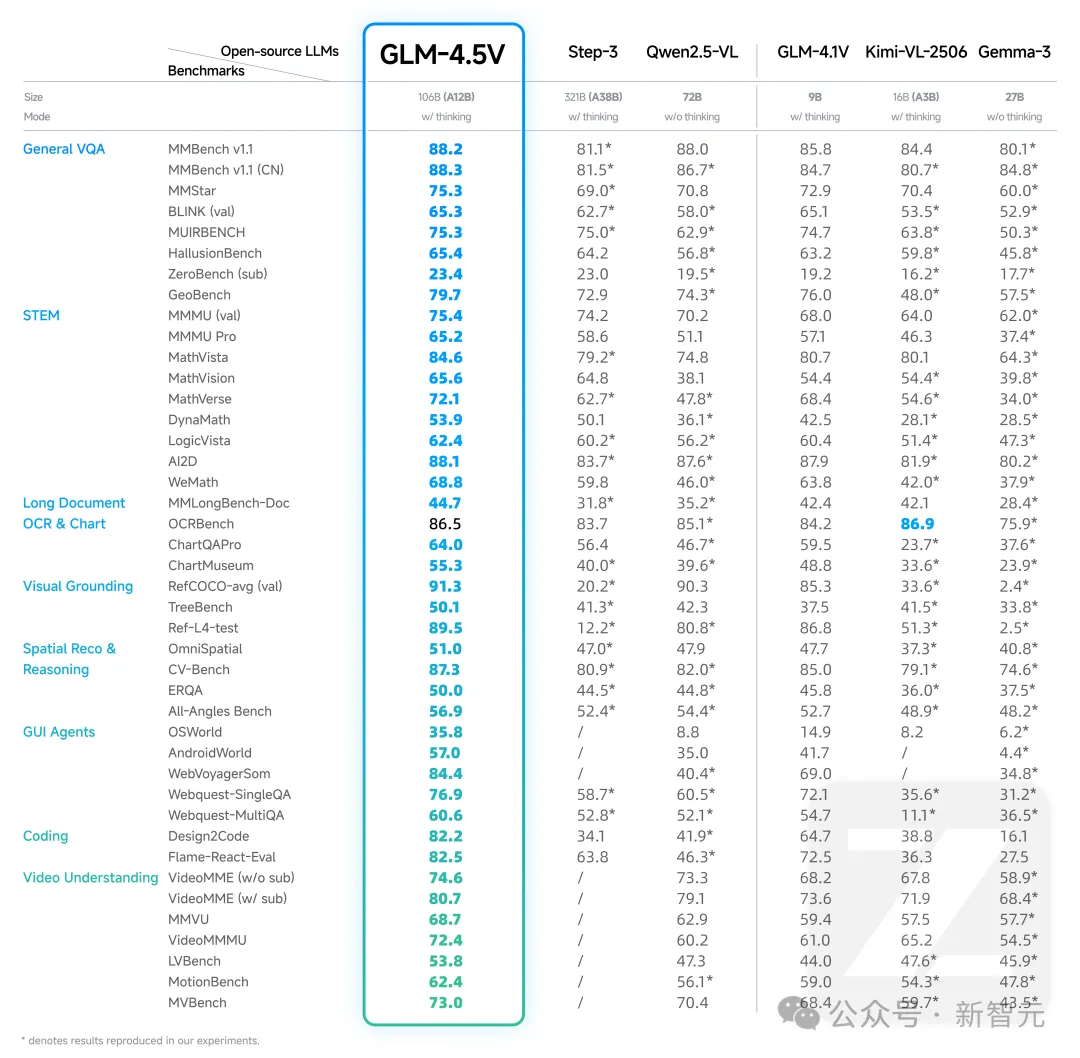 Open-source LLMs GLM-4.5V Step-3 Qwen2.5-VL GLM-4.1V Kimi-VL-2506 Gemma-3
Benchmarks
Size 106B (A12B) 321B (A38B) 72B 9B 16B (A3B) 27B
Mode w/ thinking w/ thinking w/o thinking w/ thinking w/ thinking w/o thinking
General VQA MMBench v1.1 88.2 81.1* 88.0 85.8 84.4 80.1*
MMBench v1.1 (CN) 88.3 81.5* 86.7* 84.7 80.7* 84.8*
MMStar 75.3 69.0* 70.8 72.9 70.4 60.0*
BLINK (val) 65.3 62.7* 58.0* 65.1 53.5* 52.9*
MUIRBENCH 75.3 75.0* 62.9* 74.7 63.8* 50.3*
HallusionBench 65.4 64.2 56.8* 63.2 59.8* 45.8*
ZeroBench (sub) 23.4 23.0 19.5* 19.2 16.2* 17.7*
GeoBench 79.7 72.9 74.3* 76.0 48.0* 57.5*
STEM MMMU (val) 75.4 74.2 70.2 68.0 64.0 62.0*
MMMU Pro 65.2 58.6 51.1 57.1 46.3 37.4*
MathVista 84.6 79.2* 74.8 80.7 80.1 64.3*
MathVision 65.6 64.8 38.1 54.4 54.4* 39.8*
MathVerse 72.1 62.7* 47.8* 68.4 54.6* 34.0*
DynaMath 53.9 50.1 36.1* 42.5 28.1* 28.5*
LogicVista 62.4 60.2* 56.2* 60.4 51.4* 47.3*
AI2D 88.1 83.7* 87.6* 87.9 81.9* 80.2*
WeMath 68.8 59.8 46.0* 63.8 42.0* 37.9*
Long Document MMLongBench-Doc 44.7 31.8* 35.2* 42.4 42.1 28.4*
OCR & Chart OCRBench 86.5 83.7 85.1* 84.2 86.9 75.9*
ChartQAPro 64.0 56.4 46.7* 59.5 23.7* 37.6*
ChartMuseum 55.3 40.0* 39.6* 48.8 33.6* 23.9*
Visual Grounding RefCOCO-avg (val) 91.3 20.2* 90.3 85.3 33.6* 2.4*
TreeBench 50.1 41.3* 42.3 37.5 41.5* 33.8*
Ref-L4-test 89.5 12.2* 80.8* 86.8 51.3* 2.5*
Spatial Reco & OmniSpatial 51.0 47.0* 47.9 47.7 37.3* 40.8*
Reasoning CV-Bench 87.3 80.9* 82.0* 85.0 79.1* 74.6*
ERQA 50.0 44.5* 44.8* 45.8 36.0* 37.5*
All-Angles Bench 56.9 52.4* 54.4* 52.7 48.9* 48.2*
GUI Agents OSWorld 35.8 / 8.8 14.9 8.2 6.2*
AndroidWorld 57.0 / 35.0 41.7 / 4.4*
WebVoyagerSom 84.4 / 40.4* 69.0 / 34.8*
Webquest-SingleQA 76.9 58.7* 60.5* 72.1 35.6* 31.2*
Webquest-MultiQA 60.6 52.8* 52.1* 54.7 11.1* 36.5*
Coding Design2Code 82.2 34.1 41.9* 64.7 38.8 16.1
Flame-React-Eval 82.5 63.8 46.3* 72.5 36.3 27.5
Video Understanding VideoMME (w/o sub) 74.6 / 73.3 68.2 67.8 58.9*
VideoMME (w/ sub) 80.7 / 79.1 73.6 71.9 68.4*
MMVU 68.7 / 62.9 59.4 57.5 57.7*
VideoMMMU 72.4 / 60.2 61.0 65.2 54.5*
LVBench 53.8 / 47.3 44.0 47.6* 45.9*
MotionBench 62.4 / 56.1* 59.0 54.3* 47.8*
MVBench 73.0 / 70.4 68.4 59.7* 43.5*
公众号 · 新智元
* denotes results reproduced in our experiments.